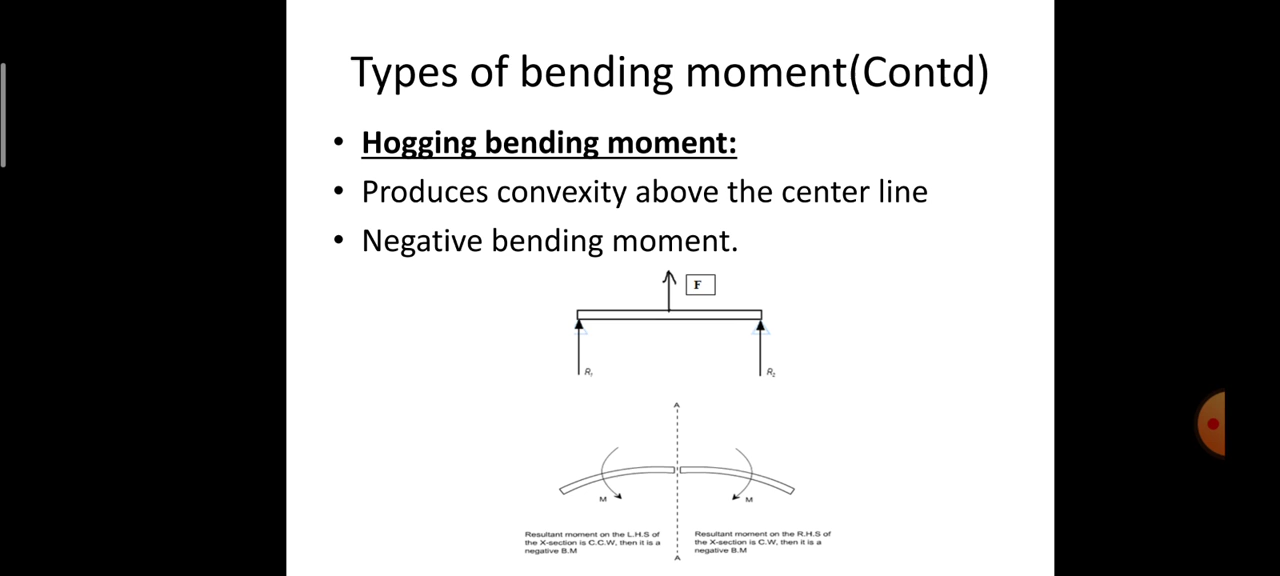 Types of bending moment(Contd)
• Hogging bending moment:
• Produces convexity above the center line
• Negative bending moment.
F
R₁
R₂
A
M
M
Resultant moment on the L.H.S of
the X-section is C.C.W, then it is a
negative B.M
Resultant moment on the R.H.S of
the X-section is C.W, then it is a
negative B.M
A